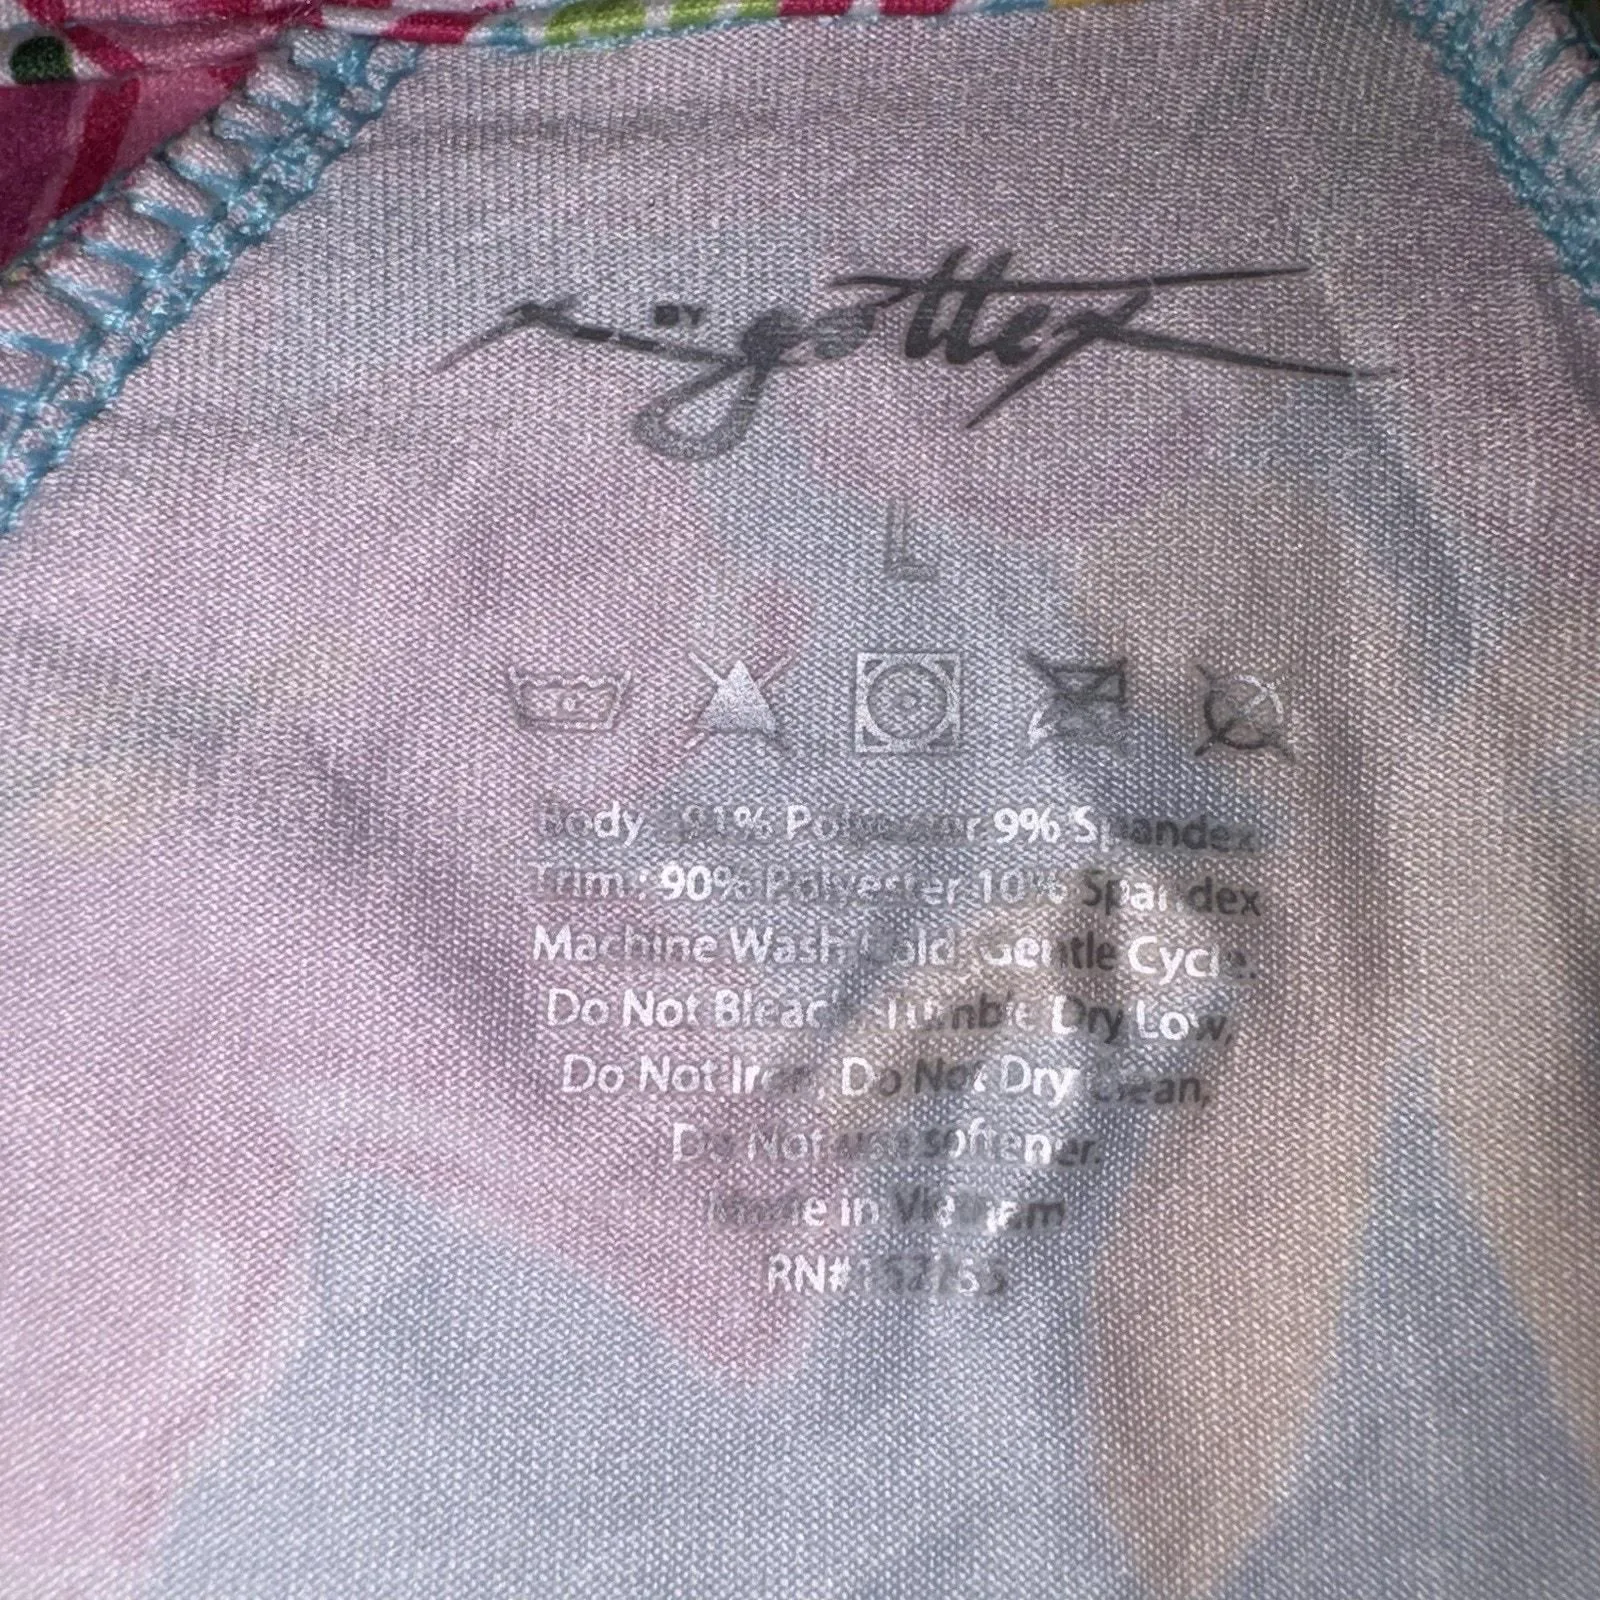 X BY gottex
L
Body : 91% Polyester 9% Spandex
Trim : 90% Polyester 10% Spandex
Machine Wash Cold, Gentle Cycle.
Do Not Bleach, Tumble Dry Low,
Do Not Iron, Do Not Dry Clean,
Do Not use softener.
Made in Vietnam